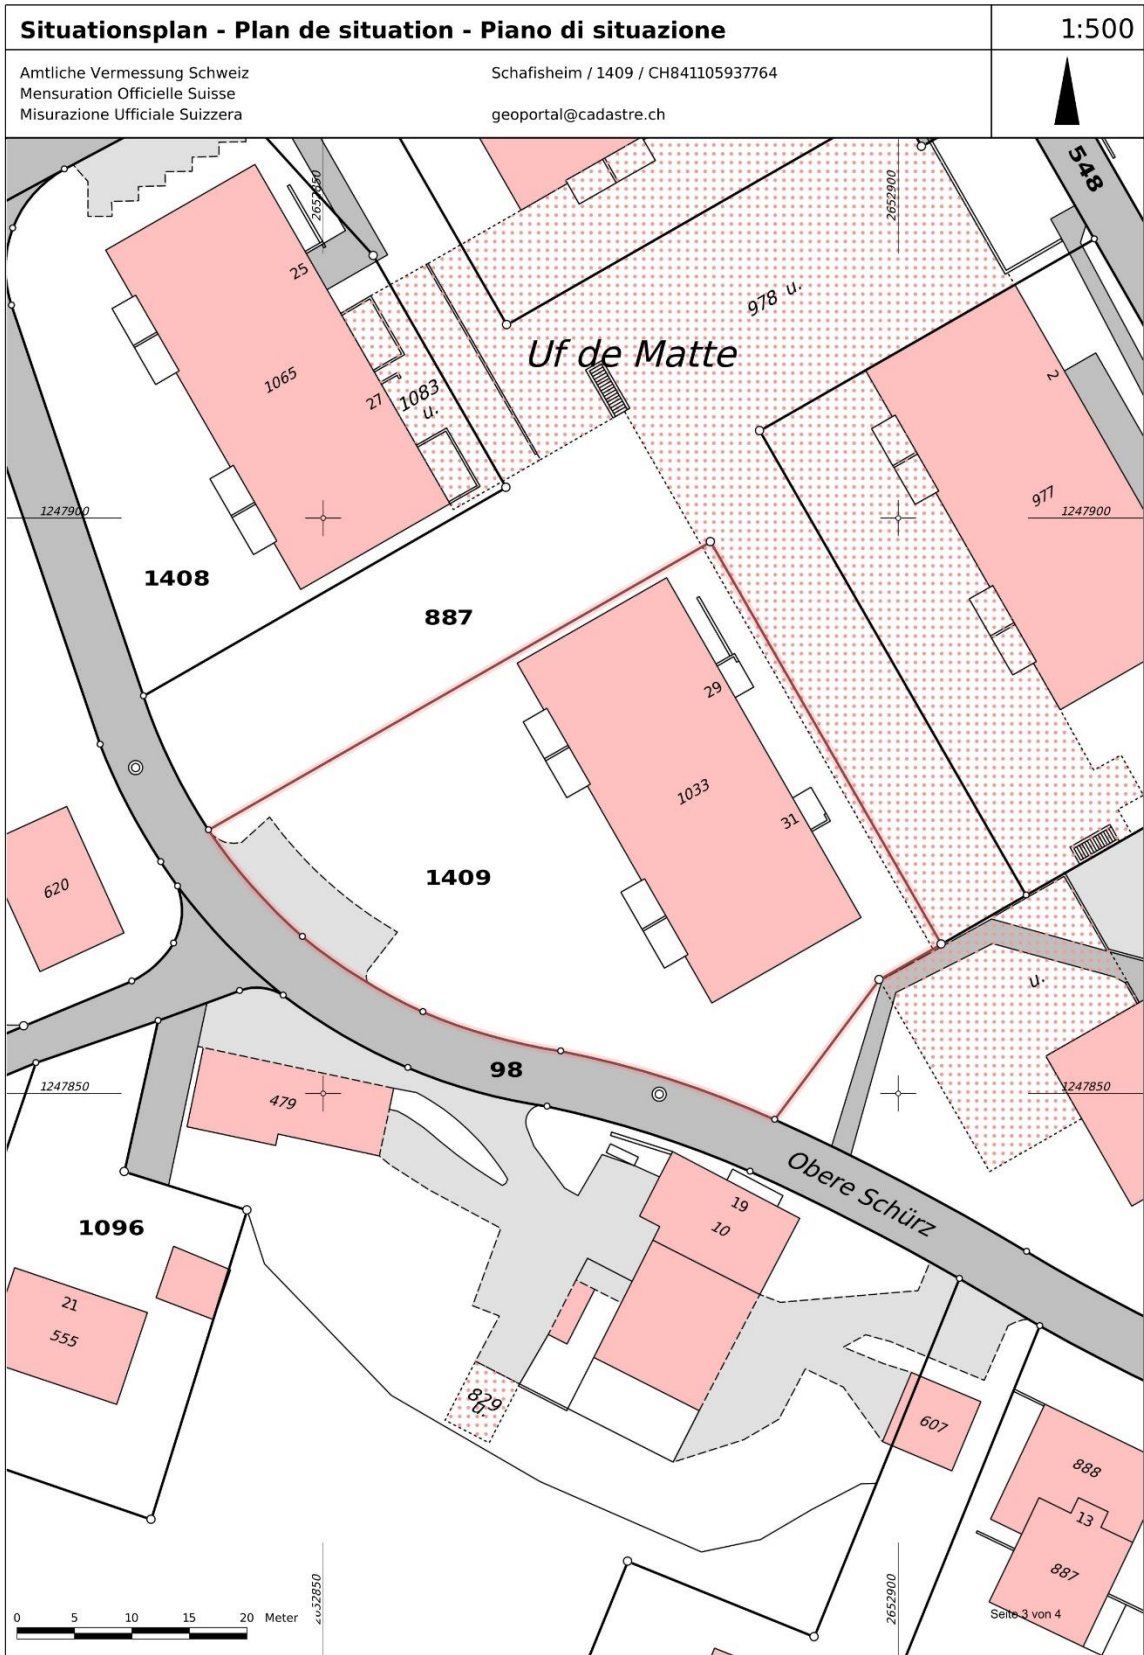 Situationsplan - Plan de situation - Piano di situazione
1:500
Amtliche Vermessung Schweiz
Mensuration Officielle Suisse
Misurazione Ufficiale Suizzera
Schafisheim / 1409 / CH841105937764
geoportal@cadastre.ch
548
2652850
2652900
25
978 u.
Uf de Matte
1065
27
1083
u.
2
977
1247900
1247900
1408
887
29
1033
31
620
1409
u.
98
1247850
1247850
479
Obere Schürz
19
10
1096
21
555
829
u.
607
888
13
887
2652850
2652900
0 5 10 15 20 Meter
Seite 3 von 4